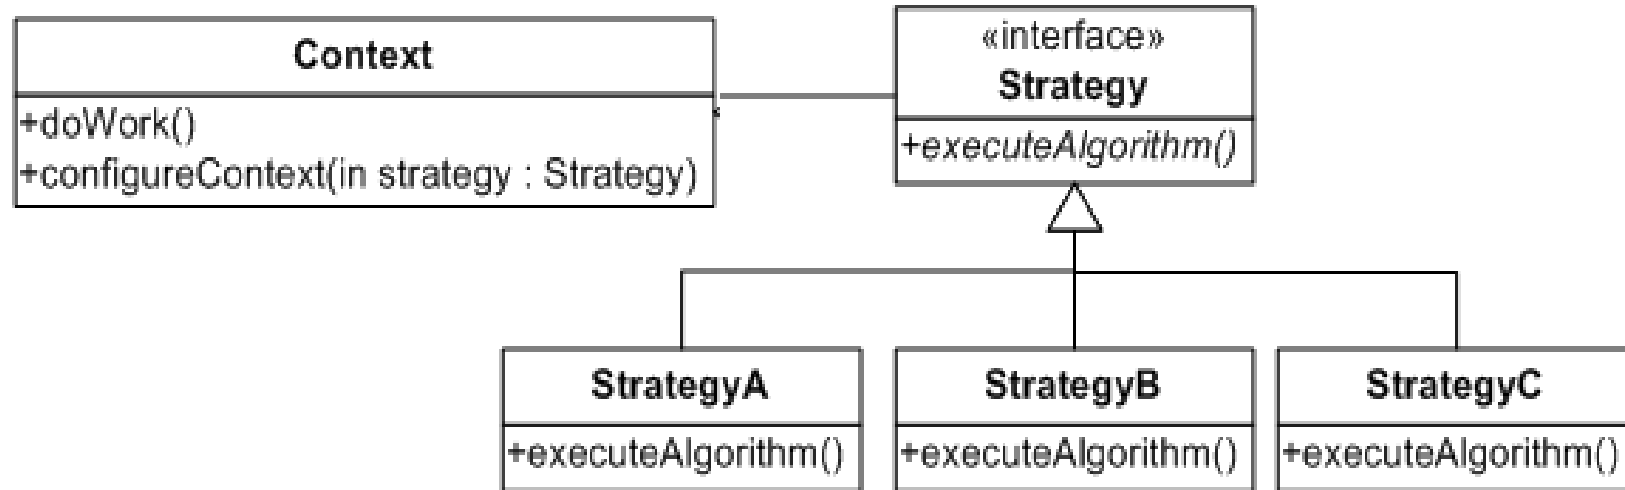 Context
+doWork()
+configureContext(in strategy : Strategy)
«interface»
Strategy
+executeAlgorithm()
StrategyA
+executeAlgorithm()
StrategyB
+executeAlgorithm()
StrategyC
+executeAlgorithm()